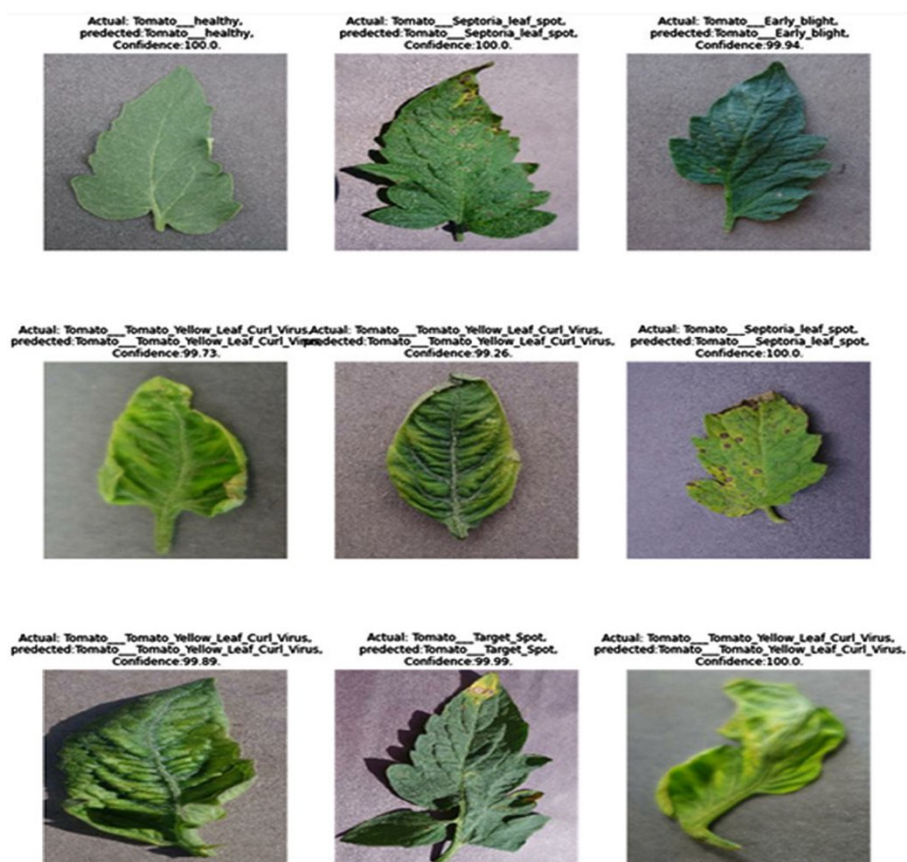 Actual: Tomato___healthy,
predected:Tomato___healthy,
Confidence:100.0.
Actual: Tomato___Septoria_leaf_spot,
predected:Tomato___Septoria_leaf_spot,
Confidence:100.0.
Actual: Tomato___Early_blight,
predected:Tomato___Early_blight,
Confidence:99.94.
Actual: Tomato___Tomato_Yellow_Leaf_Curl_Virus,
predected:Tomato___Tomato_Yellow_Leaf_Curl_Virus,
Confidence:99.73.
Actual: Tomato___Tomato_Yellow_Leaf_Curl_Virus,
predected:Tomato___Tomato_Yellow_Leaf_Curl_Virus,
Confidence:99.26.
Actual: Tomato___Septoria_leaf_spot,
predected:Tomato___Septoria_leaf_spot,
Confidence:100.0.
Actual: Tomato___Tomato_Yellow_Leaf_Curl_Virus,
predected:Tomato___Tomato_Yellow_Leaf_Curl_Virus,
Confidence:99.89.
Actual: Tomato___Target_Spot,
predected:Tomato___Target_Spot,
Confidence:99.99.
Actual: Tomato___Tomato_Yellow_Leaf_Curl_Virus,
predected:Tomato___Tomato_Yellow_Leaf_Curl_Virus,
Confidence:100.0.